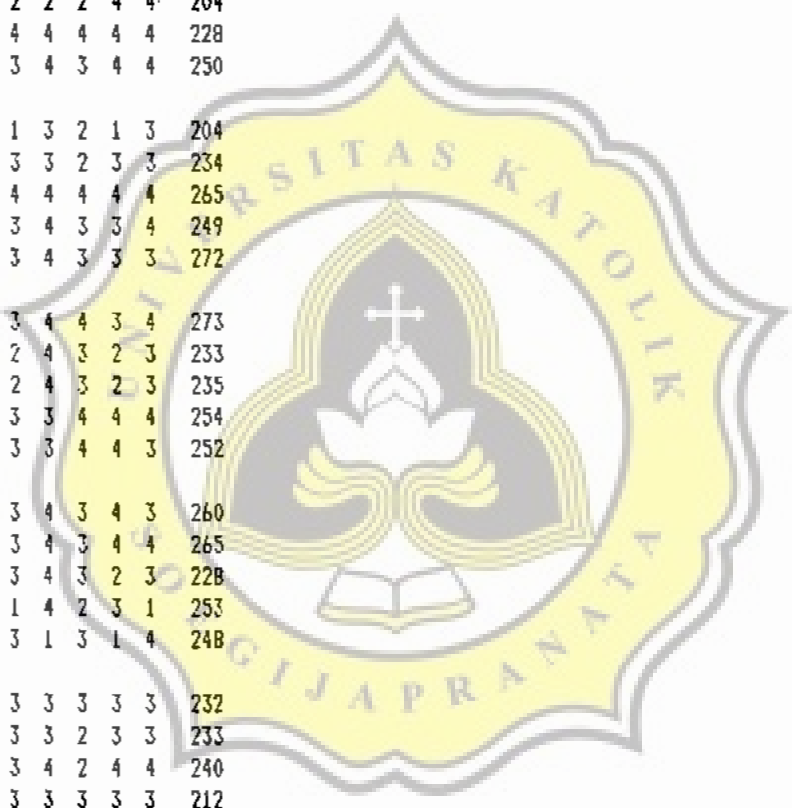 2 2 2 4 4 204
4 4 4 4 4 228
3 4 3 4 4 250
1 3 2 1 3 204
3 3 2 3 3 234
4 4 4 4 4 265
3 4 3 3 4 249
3 4 3 3 3 272
3 4 4 3 4 273
2 4 3 2 3 233
2 4 3 2 3 235
3 3 4 4 4 254
3 3 4 4 3 252
3 4 3 4 3 260
3 4 3 4 4 265
3 4 3 2 3 228
1 4 2 3 1 253
3 1 3 1 4 248
3 3 3 3 3 232
3 3 2 3 3 233
3 4 2 4 4 240
3 3 3 3 3 212
UNIVERSITAS KATOLIK
SOEGIJAPRANATA